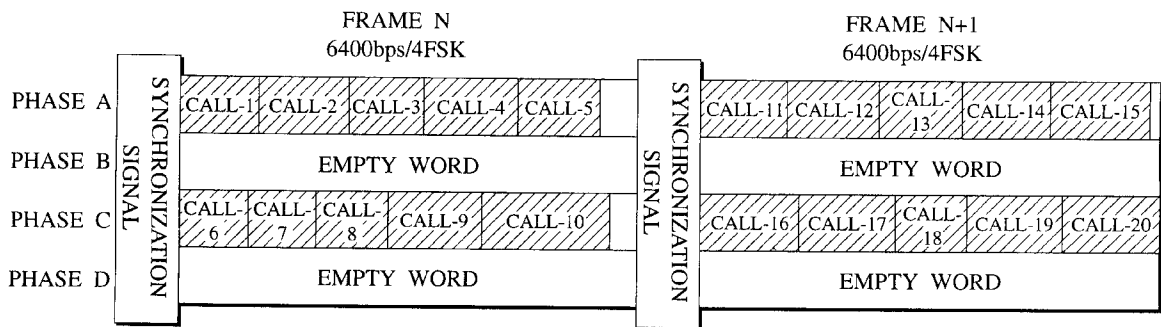 FRAME N
6400bps/4FSK
FRAME N+1
6400bps/4FSK
SYNCHRONIZATION
SIGNAL
SYNCHRONIZATION
SIGNAL
PHASE A
CALL-1
CALL-2
CALL-3
CALL-4
CALL-5
CALL-11
CALL-12
CALL-
13
CALL-14
CALL-15
PHASE B
EMPTY WORD
EMPTY WORD
PHASE C
CALL-
6
CALL-
7
CALL-
8
CALL-9
CALL-10
CALL-16
CALL-17
CALL-
18
CALL-19
CALL-20
PHASE D
EMPTY WORD
EMPTY WORD